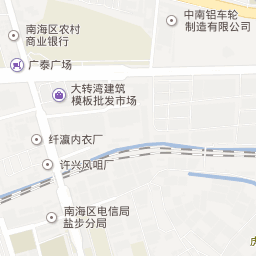 南海区农村
商业银行
中南铝车轮
制造有限公司
广泰广场
大转湾建筑
模板批发市场
纤瀛内衣厂
许兴风咀厂
南海区电信局
盐步分局
虎